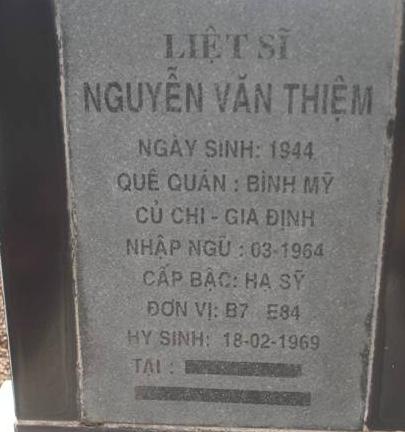 LIỆT SĨ
NGUYỄN VĂN THIỆM
NGÀY SINH: 1944
QUÊ QUÁN : BÌNH MỸ
CỦ CHI - GIA ĐỊNH
NHẬP NGŨ : 03-1964
CẤP BẬC: HẠ SỸ
ĐƠN VỊ: B7 E84
HY SINH: 18-02-1969
TẠI :